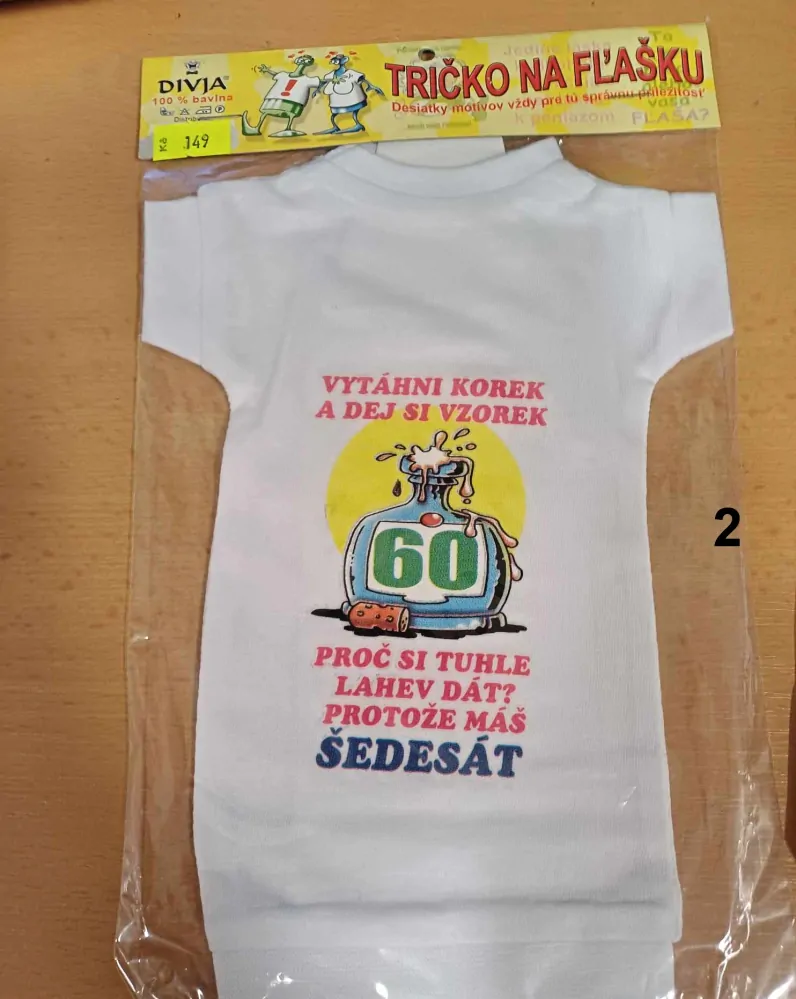 DIVJA®
100 % bavlna
Kč 149
TRIČKO NA FĽAŠKU
Desiatky motívov vždy pre tú správnu príležitosť
FLAŠA?
VYTÁHNI KOREK
A DEJ SI VZOREK
60
PROČ SI TUHLE
LAHEV DÁT?
PROTOŽE MÁŠ
ŠEDESÁT
2